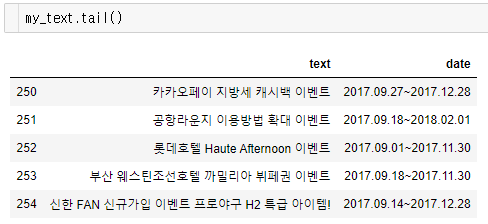 my_text.tail()
text date
250 카카오페이 지방세 캐시백 이벤트 2017.09.27~2017.12.28
251 공항라운지 이용방법 확대 이벤트 2017.09.18~2018.02.01
252 롯데호텔 Haute Afternoon 이벤트 2017.09.01~2017.11.30
253 부산 웨스틴조선호텔 까밀리아 뷔페권 이벤트 2017.09.18~2017.11.30
254 신한 FAN 신규가입 이벤트 프로야구 H2 특급 아이템! 2017.09.14~2017.12.28